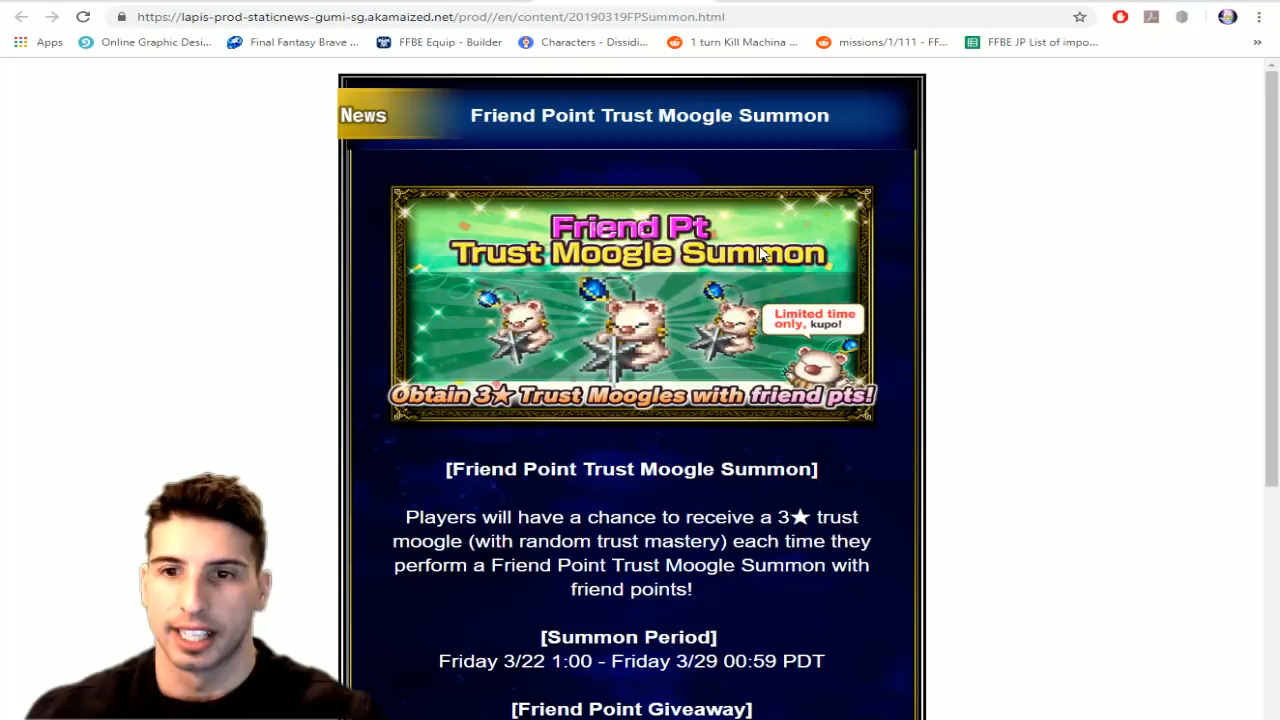 https://lapis-prod-staticnews-gumi-sg.akamaized.net/prod//en/content/20190319FPSummon.html
Apps
Online Graphic Desi...
Final Fantasy Brave ...
FFBE Equip - Builder
Characters - Dissidi...
1 turn Kill Machina ...
missions/1/111 - FF...
FFBE JP List of impo...
»
News
Friend Point Trust Moogle Summon
Friend Pt
Trust Moogle Summon
Limited time
only, kupo!
Obtain 3★ Trust Moogles with friend pts!
[Friend Point Trust Moogle Summon]
Players will have a chance to receive a 3★ trust
moogle (with random trust mastery) each time they
perform a Friend Point Trust Moogle Summon with
friend points!
[Summon Period]
Friday 3/22 1:00 - Friday 3/29 00:59 PDT
[Friend Point Giveaway]